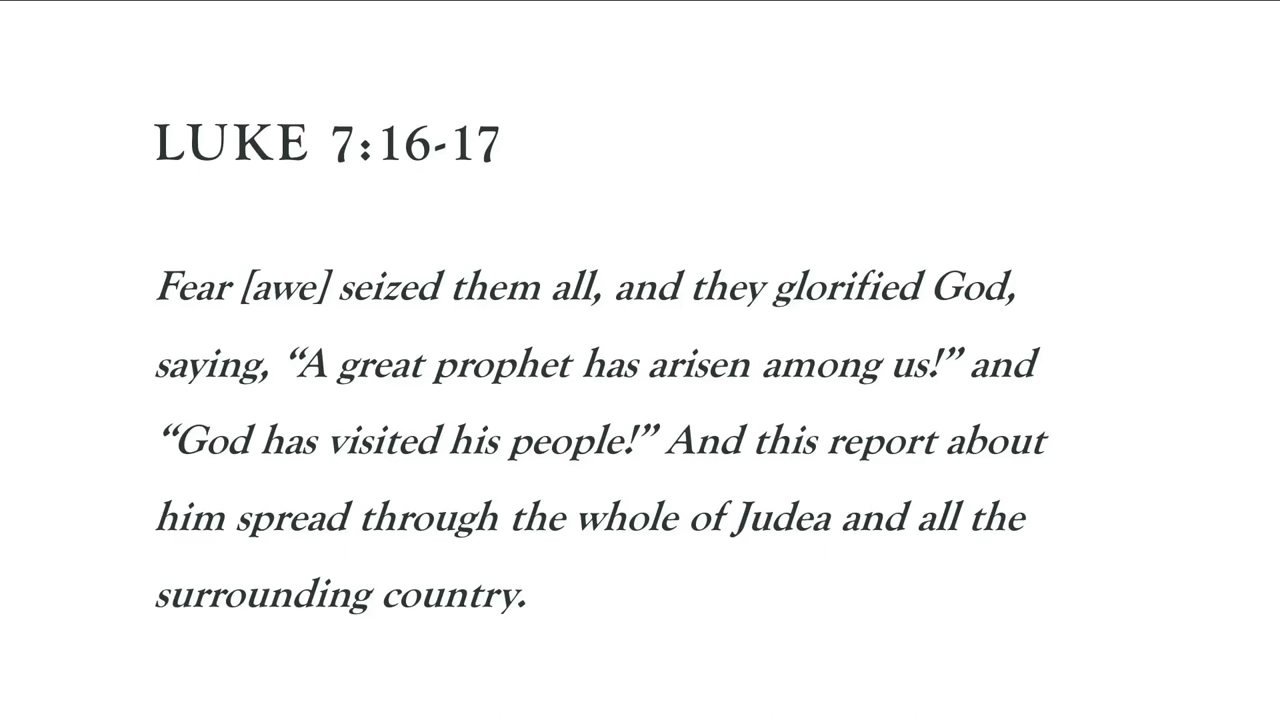 LUKE 7:16-17
Fear [awe] seized them all, and they glorified God,
saying, “A great prophet has arisen among us!” and
“God has visited his people!” And this report about
him spread through the whole of Judea and all the
surrounding country.